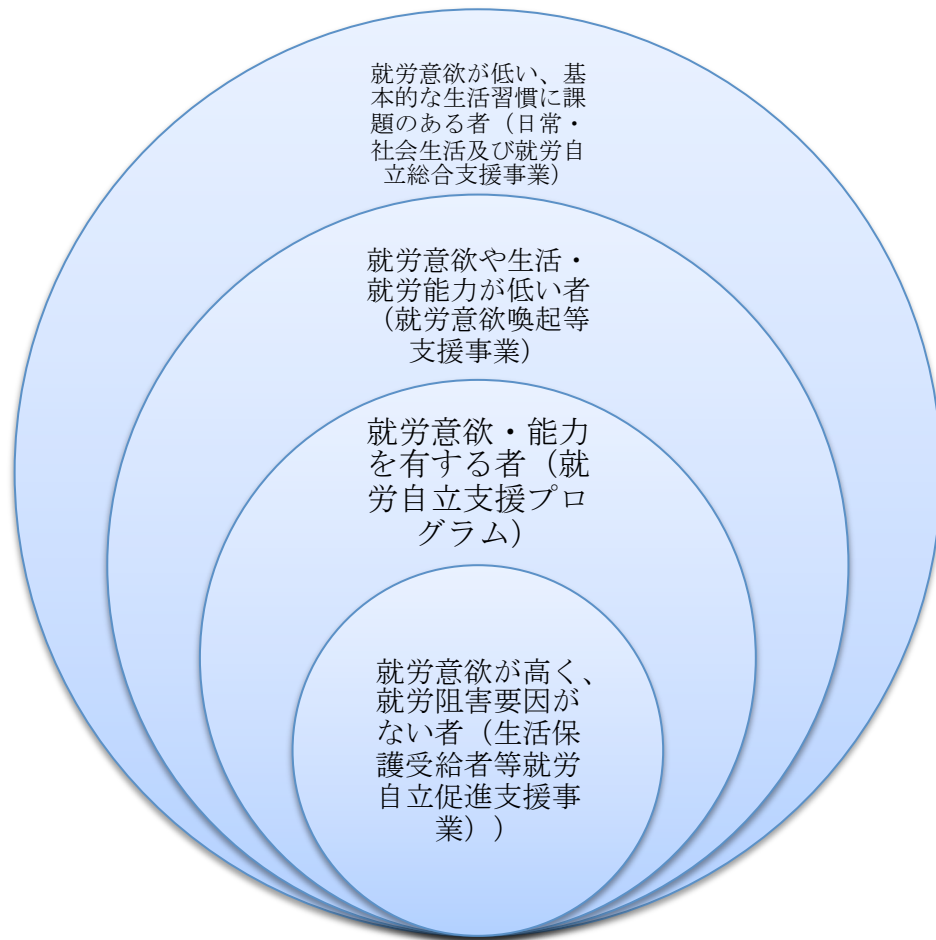 就労意欲が低い、基
本的な生活習慣に課
題のある者（日常・
社会生活及び就労自
立総合支援事業）
就労意欲や生活・
就労能力が低い者
（就労意欲喚起等
支援事業）
就労意欲・能力
を有する者（就
労自立支援プロ
グラム）
就労意欲が高く、
就労阻害要因が
ない者（生活保
護受給者等就労
自立促進支援事
業））